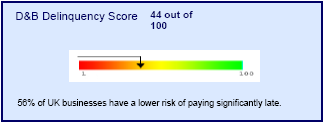 D&B Delinquency Score 44 out of
100
1 100
56% of UK businesses have a lower risk of paying significantly late.